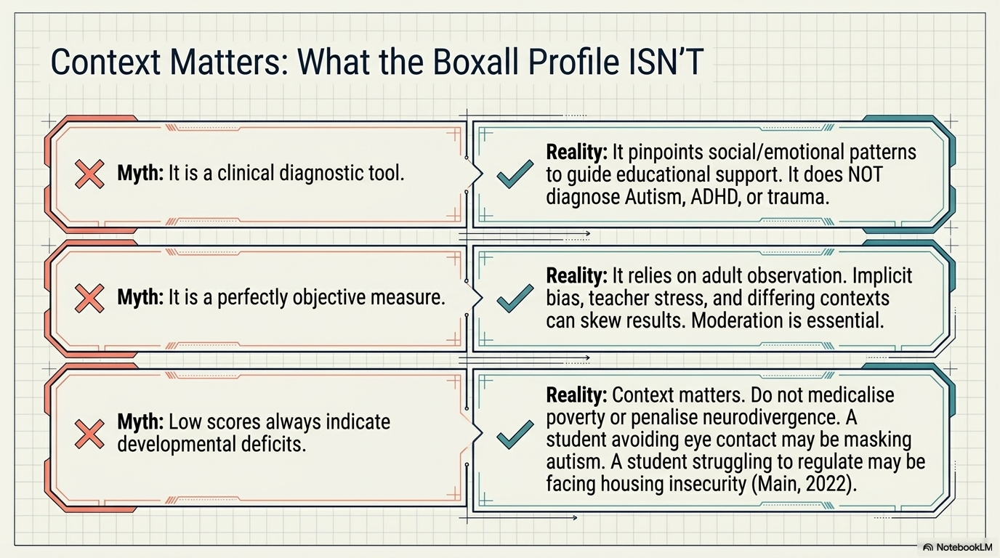 Context Matters: What the Boxall Profile ISN’T
Myth: It is a clinical diagnostic tool.
Reality: It pinpoints social/emotional patterns
to guide educational support. It does NOT
diagnose Autism, ADHD, or trauma.
Myth: It is a perfectly objective measure.
Reality: It relies on adult observation. Implicit
bias, teacher stress, and differing contexts
can skew results. Moderation is essential.
Myth: Low scores always indicate
developmental deficits.
Reality: Context matters. Do not medicalise
poverty or penalise neurodivergence. A
student avoiding eye contact may be masking
autism. A student struggling to regulate may be
facing housing insecurity (Main, 2022).
NotebookLM